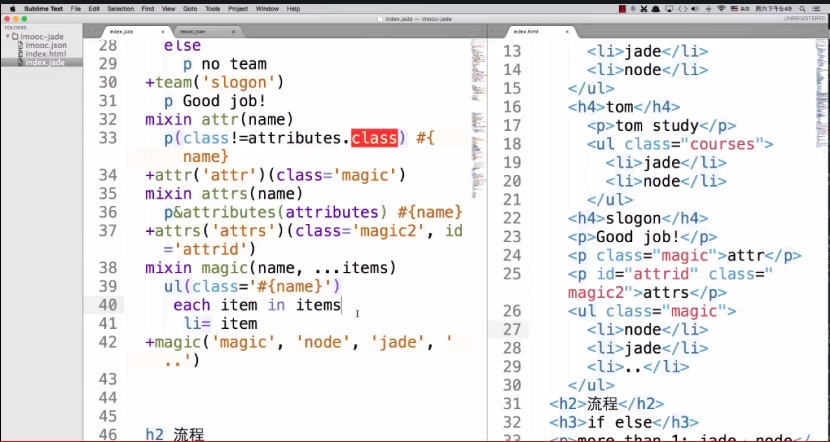 Sublime Text File Edit Selection Find View Goto Tools Project Window Help
周六下午5:49
index.jade — imooc-jade
UNREGISTERED
FOLDERS
imooc-jade
imooc.json
index.html
index.jade
index.jade
imooc.json
28 else
29 p no team
30 +team('slogon')
31 p Good job!
32 mixin attr(name)
33 p(class!=attributes.class) #{
name}
34 +attr('attr')(class='magic')
35 mixin attrs(name)
36 p&attributes(attributes) #{name}
37 +attrs('attrs')(class='magic2', id
='attrid')
38 mixin magic(name, ...items)
39 ul(class='#{name}')
40 each item in items
41 li= item
42 +magic('magic', 'node', 'jade', '
..')
43
44
45
46 h2 流程
index.html
13 <li>jade</li>
14 <li>node</li>
15 </ul>
16 <h4>tom</h4>
17 <p>tom study</p>
18 <ul class="courses">
19 <li>jade</li>
20 <li>node</li>
21 </ul>
22 <h4>slogon</h4>
23 <p>Good job!</p>
24 <p class="magic">attr</p>
25 <p id="attrid" class="
magic2">attrs</p>
26 <ul class="magic">
27 <li>node</li>
28 <li>jade</li>
29 <li>..</li>
30 </ul>
31 <h2>流程</h2>
32 <h3>if else</h3>
33 <p>more than 1: jade、node</p>